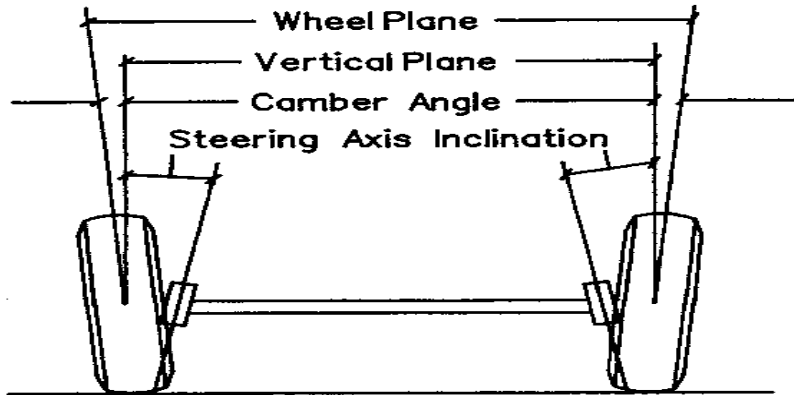 Wheel Plane
Vertical Plane
Camber Angle
Steering Axis Inclination